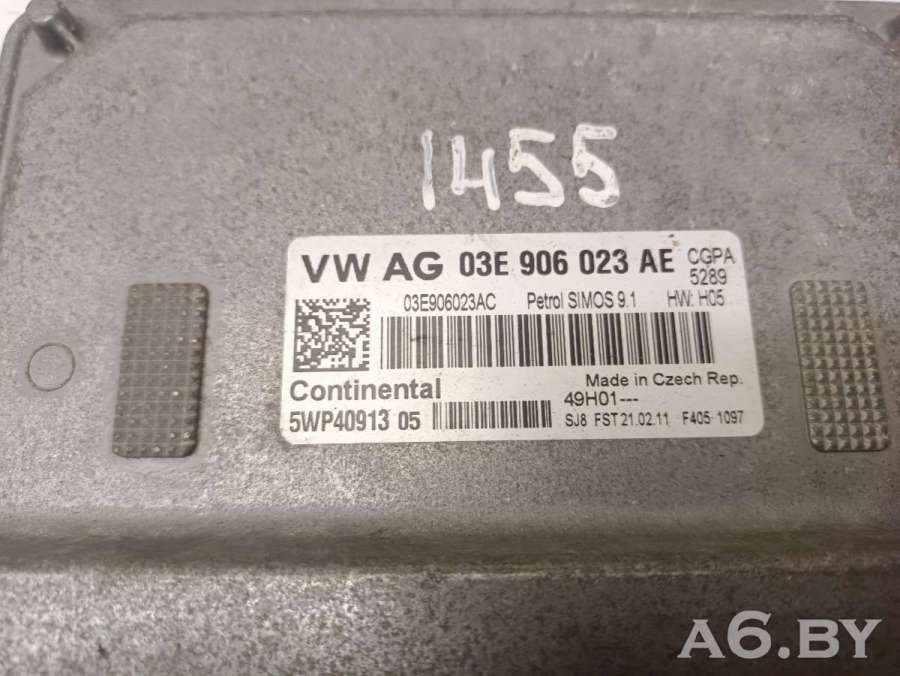 1455
VW AG 03E 906 023 AE CGPA
5289
03E906023AC Petrol SIMOS 9.1 HW: H05
Continental
Made in Czech Rep.
49H01---
5WP40913 05
SJ8 FST 21.02.11 F405 1097
A6.BY